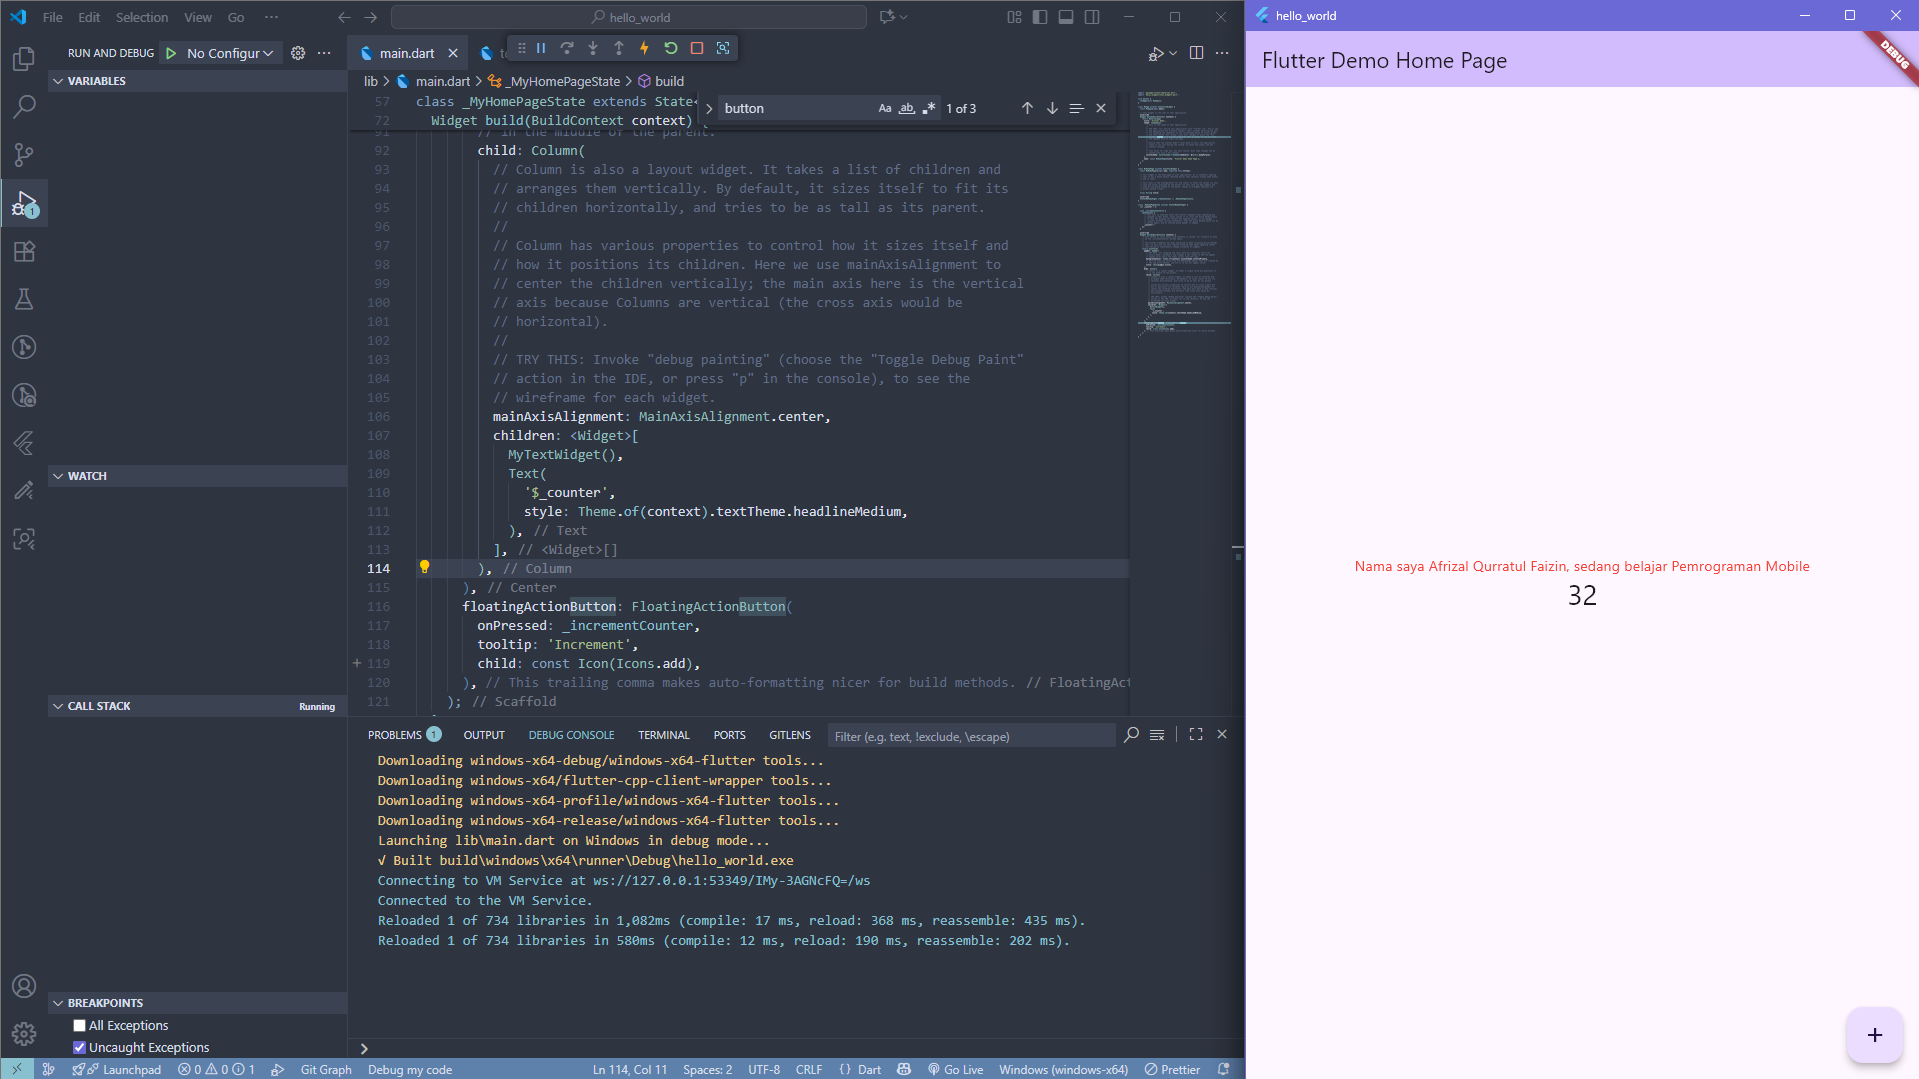 File Edit Selection View Go ··· hello_world
RUN AND DEBUG No Configur ···
VARIABLES
WATCH
CALL STACK Running
BREAKPOINTS
All Exceptions
Uncaught Exceptions
main.dart
lib > main.dart > _MyHomePageState > build
button Aa ab 1 of 3
57 class _MyHomePageState extends State<
72 Widget build(BuildContext context) {
91 // in the middle of the parent.
92 child: Column(
93 // Column is also a layout widget. It takes a list of children and
94 // arranges them vertically. By default, it sizes itself to fit its
95 // children horizontally, and tries to be as tall as its parent.
96 //
97 // Column has various properties to control how it sizes itself and
98 // how it positions its children. Here we use mainAxisAlignment to
99 // center the children vertically; the main axis here is the vertical
100 // axis because Columns are vertical (the cross axis would be
101 // horizontal).
102 //
103 // TRY THIS: Invoke "debug painting" (choose the "Toggle Debug Paint"
104 // action in the IDE, or press "p" in the console), to see the
105 // wireframe for each widget.
106 mainAxisAlignment: MainAxisAlignment.center,
107 children: <Widget>[
108 MyTextWidget(),
109 Text(
110 '$_counter',
111 style: Theme.of(context).textTheme.headlineMedium,
112 ), // Text
113 ], // <Widget>[]
114 ), // Column
115 ), // Center
116 floatingActionButton: FloatingActionButton(
117 onPressed: _incrementCounter,
118 tooltip: 'Increment',
119 child: const Icon(Icons.add),
120 ), // This trailing comma makes auto-formatting nicer for build methods. // FloatingAct
121 ); // Scaffold
PROBLEMS 1 OUTPUT DEBUG CONSOLE TERMINAL PORTS GITLENS Filter (e.g. text, !exclude, \escape)
Downloading windows-x64-debug/windows-x64-flutter tools...
Downloading windows-x64/flutter-cpp-client-wrapper tools...
Downloading windows-x64-profile/windows-x64-flutter tools...
Downloading windows-x64-release/windows-x64-flutter tools...
Launching lib\main.dart on Windows in debug mode...
√ Built build\windows\x64\runner\Debug\hello_world.exe
Connecting to VM Service at ws://127.0.0.1:53349/IMy-3AGNcFQ=/ws
Connected to the VM Service.
Reloaded 1 of 734 libraries in 1,082ms (compile: 17 ms, reload: 368 ms, reassemble: 435 ms).
Reloaded 1 of 734 libraries in 580ms (compile: 12 ms, reload: 190 ms, reassemble: 202 ms).
Launchpad 0 0 1 Git Graph Debug my code Ln 114, Col 11 Spaces: 2 UTF-8 CRLF {} Dart Go Live Windows (windows-x64) Prettier
hello_world
Flutter Demo Home Page
DEBUG
Nama saya Afrizal Qurratul Faizin, sedang belajar Pemrograman Mobile
32
+